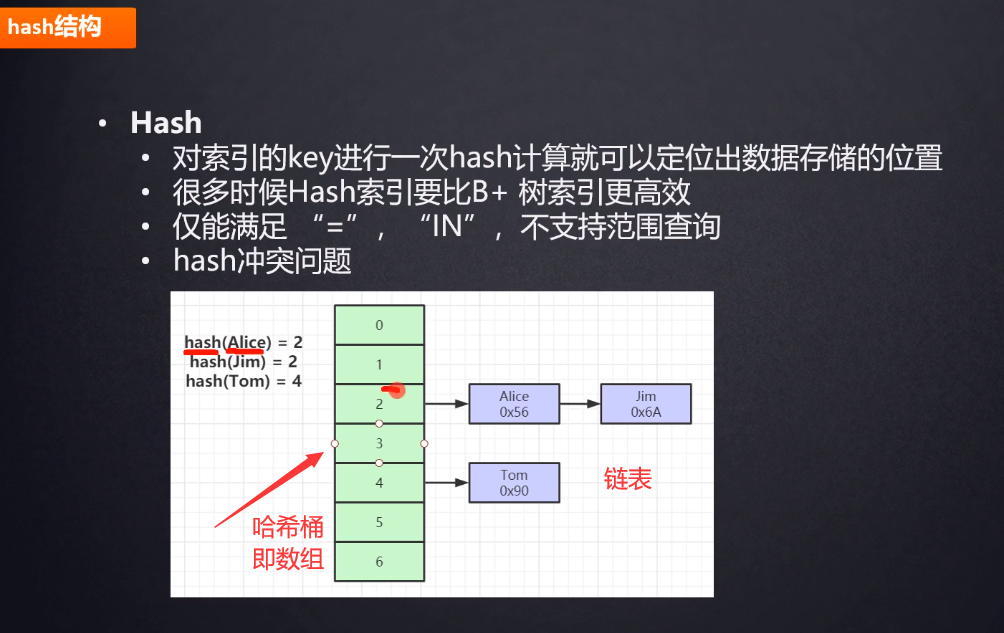 hash结构
Hash
对索引的key进行一次hash计算就可以定位出数据存储的位置
很多时候Hash索引要比B+ 树索引更高效
仅能满足 “=”， “IN”，不支持范围查询
hash冲突问题
hash(Alice) = 2
hash(Jim) = 2
hash(Tom) = 4
0
1
2
3
4
5
6
Alice
0x56
Jim
0x6A
Tom
0x90
链表
哈希桶
即数组